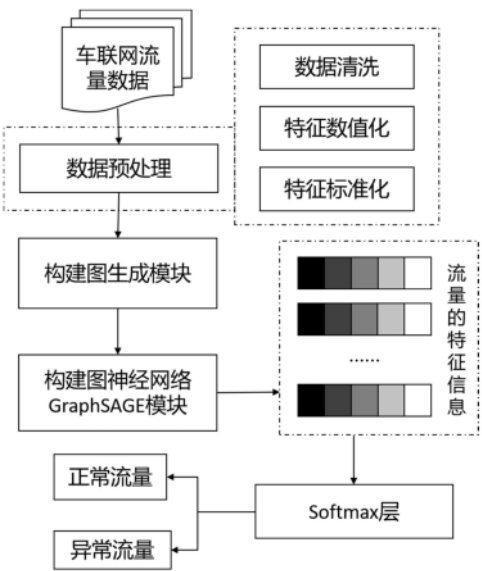 车联网流
量数据
数据清洗
特征数值化
特征标准化
数据预处理
构建图生成模块
构建图神经网络
GraphSAGE模块
流量的特征信息
......
Softmax层
正常流量
异常流量